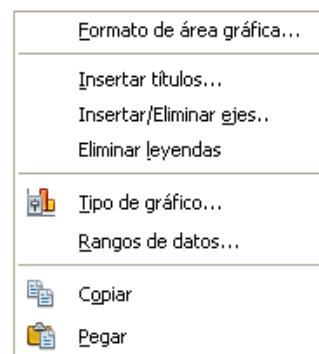 Formato de área gráfica...
Insertar títulos...
Insertar/Eliminar ejes..
Eliminar leyendas
Tipo de gráfico...
Rangos de datos...
Copiar
Pegar